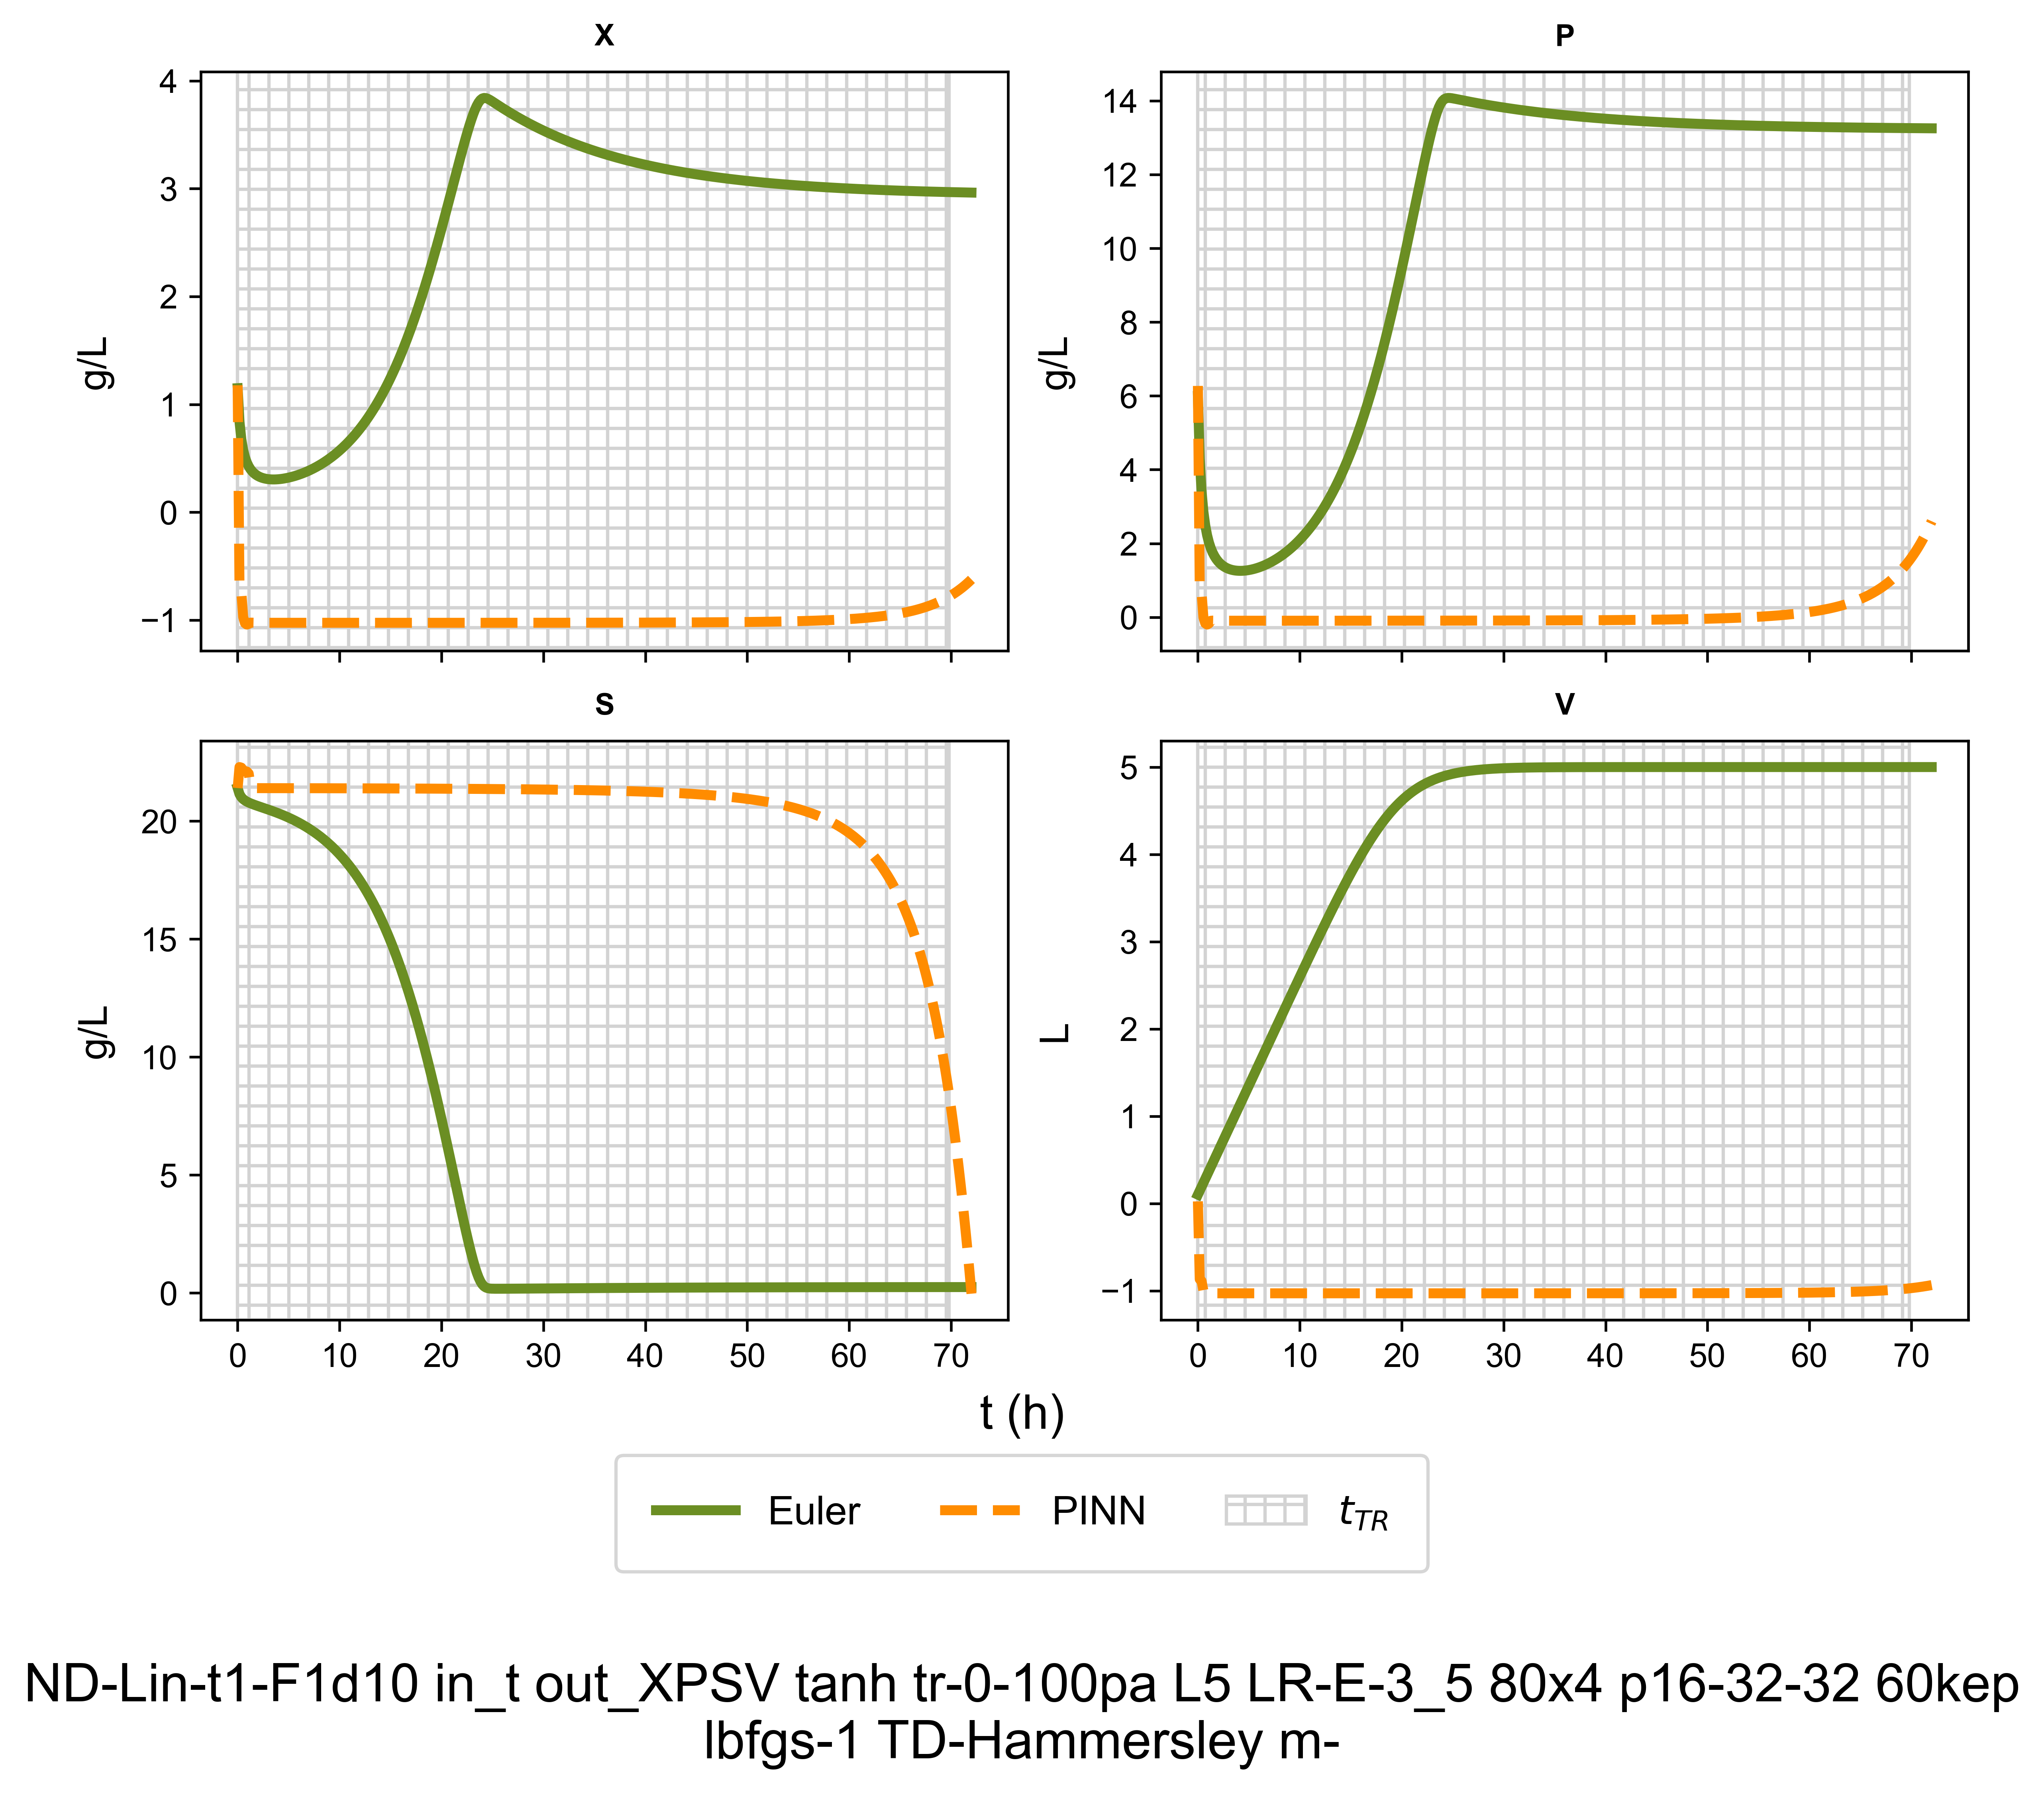 X
P
4
3
2
1
0
−1
g/L
14
12
10
8
6
4
2
0
g/L
S
V
20
15
10
5
0
g/L
0 10 20 30 40 50 60 70
5
4
3
2
1
0
−1
L
0 10 20 30 40 50 60 70
t (h)
Euler PINN t_TR
ND-Lin-t1-F1d10 in_t out_XPSV tanh tr-0-100pa L5 LR-E-3_5 80x4 p16-32-32 60kep
lbfgs-1 TD-Hammersley m-